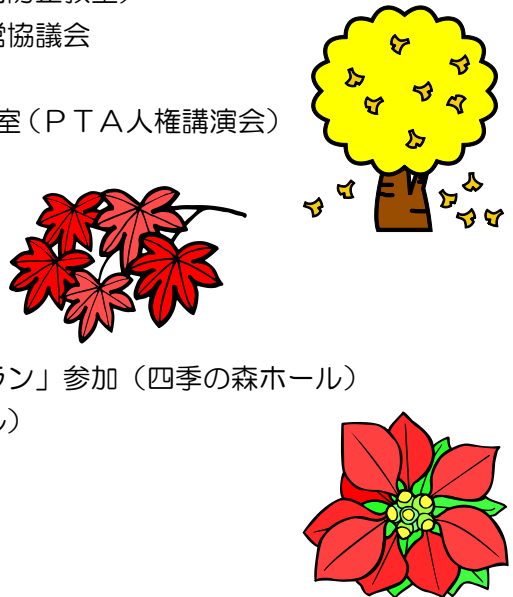 営協議会
室（ＰＴＡ人権講演会）
ラン」参加（四季の森ホール）